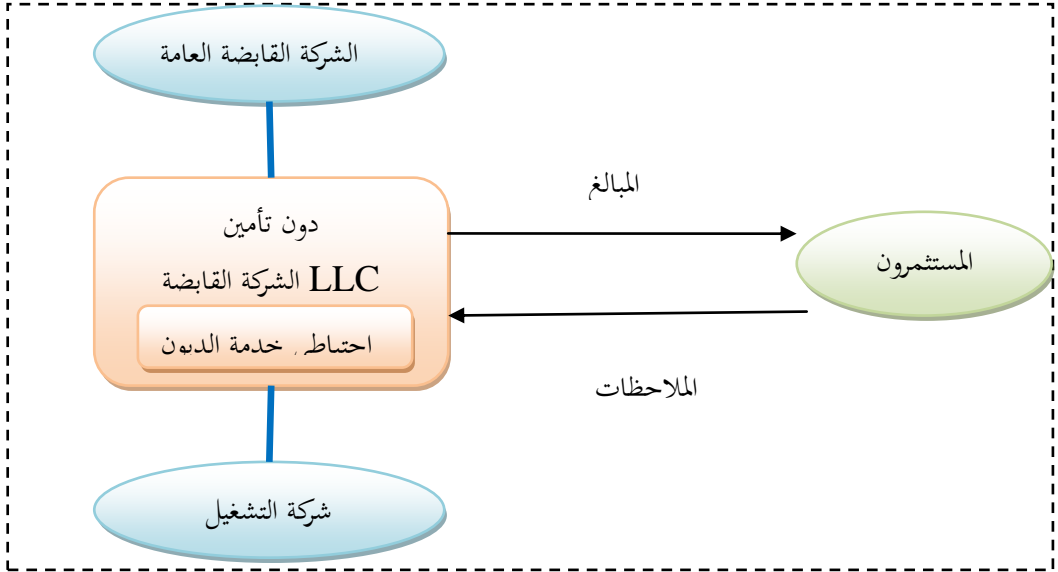 الشركة القابضة العامة
المبالغ
دون تأمين
LLC الشركة القابضة
المستثمرون
احتياطي خدمة الديون
الملاحظات
شركة التشغيل